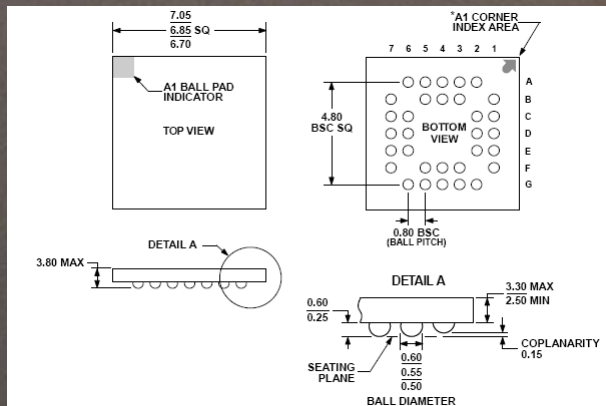 7.05
6.85 SQ
6.70
A1 BALL PAD
INDICATOR
TOP VIEW
*A1 CORNER
INDEX AREA
7 6 5 4 3 2 1
A
B
C
D
E
F
G
4.80
BSC SQ
BOTTOM
VIEW
0.80 BSC
(BALL PITCH)
DETAIL A
3.80 MAX
DETAIL A
3.30 MAX
2.50 MIN
0.60
0.25
COPLANARITY
0.15
SEATING
PLANE
0.60
0.55
0.50
BALL DIAMETER